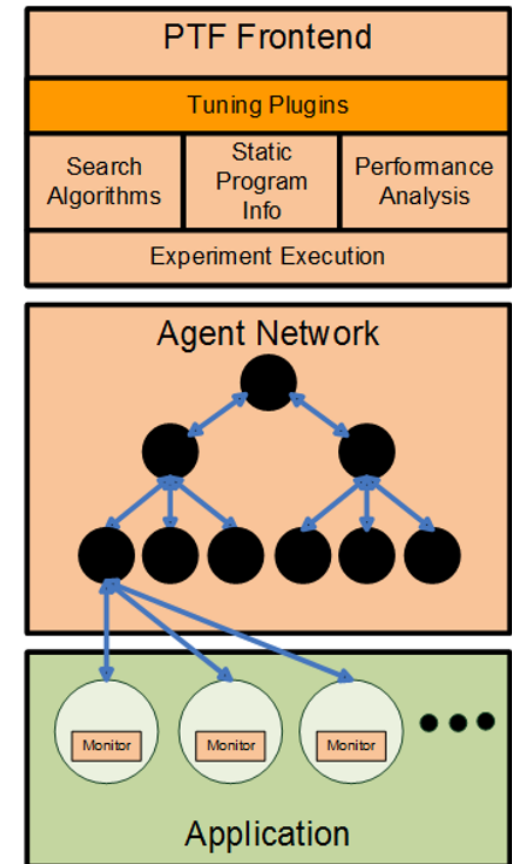 PTF Frontend
Tuning Plugins
Search
Algorithms
Static
Program
Info
Performance
Analysis
Experiment Execution
Agent Network
Monitor
Monitor
Monitor
Application